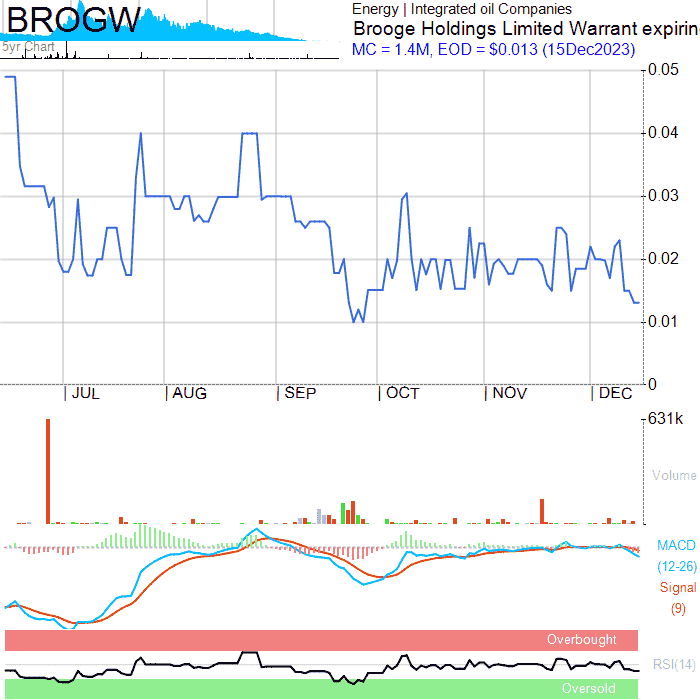 BROGW
5yr Chart
Energy | Integrated oil Companies
Brooge Holdings Limited Warrant expirin
MC = 1.4M, EOD = $0.013 (15Dec2023)
0.05
0.04
0.03
0.02
0.01
0
JUL AUG SEP OCT NOV DEC
631k
Volume
MACD
(12-26)
Signal
(9)
Overbought
RSI(14)
Oversold